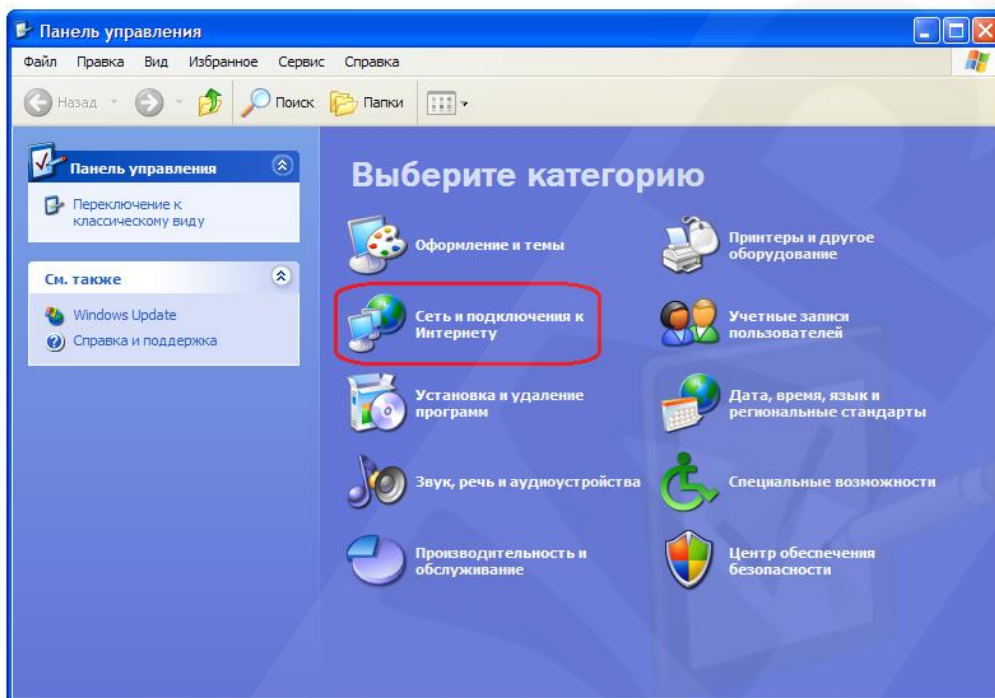 Панель управления
Файл Правка Вид Избранное Сервис Справка
Назад Поиск Папки
Панель управления
Переключение к
классическому виду
См. также
Windows Update
Справка и поддержка
Выберите категорию
Оформление и темы
Принтеры и другое
оборудование
Сеть и подключения к
Интернету
Учетные записи
пользователей
Установка и удаление
программ
Дата, время, язык и
региональные стандарты
Звук, речь и аудиоустройства
Специальные возможности
Производительность и
обслуживание
Центр обеспечения
безопасности